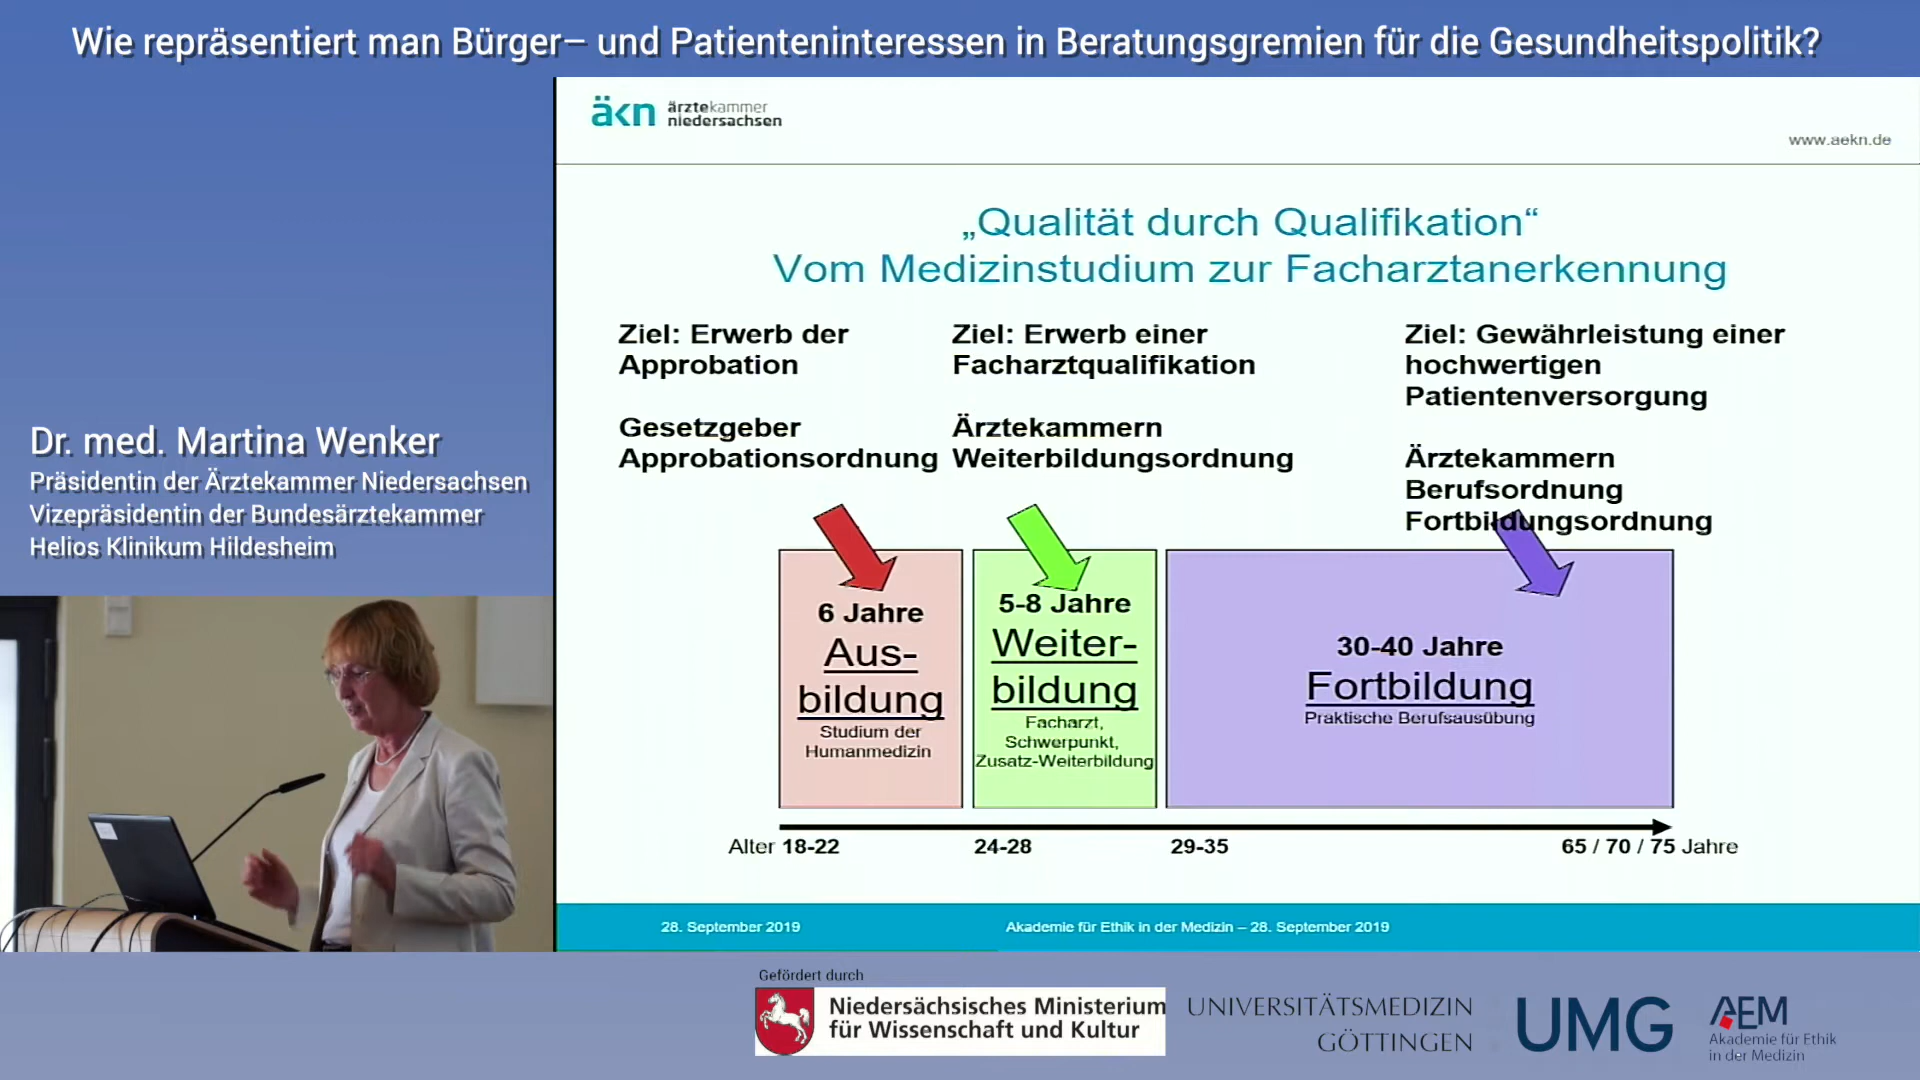 Wie repräsentiert man Bürger– und Patienteninteressen in Beratungsgremien für die Gesundheitspolitik?
äkn ärztekammer
niedersachsen
www.aekn.de
„Qualität durch Qualifikation“
Vom Medizinstudium zur Facharztanerkennung
Ziel: Erwerb der
Approbation
Gesetzgeber
Approbationsordnung
Ziel: Erwerb einer
Facharztqualifikation
Ärztekammern
Weiterbildungsordnung
Ziel: Gewährleistung einer
hochwertigen
Patientenversorgung
Ärztekammern
Berufsordnung
Fortbildungsordnung
6 Jahre
Aus-
bildung
Studium der
Humanmedizin
5-8 Jahre
Weiter-
bildung
Facharzt,
Schwerpunkt,
Zusatz-Weiterbildung
30-40 Jahre
Fortbildung
Praktische Berufsausübung
Alter 18-22 24-28 29-35 65 / 70 / 75 Jahre
28. September 2019 Akademie für Ethik in der Medizin – 28. September 2019
Dr. med. Martina Wenker
Präsidentin der Ärztekammer Niedersachsen
Vizepräsidentin der Bundesärztekammer
Helios Klinikum Hildesheim
Gefördert durch
Niedersächsisches Ministerium
für Wissenschaft und Kultur
UNIVERSITÄTSMEDIZIN
GÖTTINGEN
UMG
AEM
Akademie für Ethik
in der Medizin